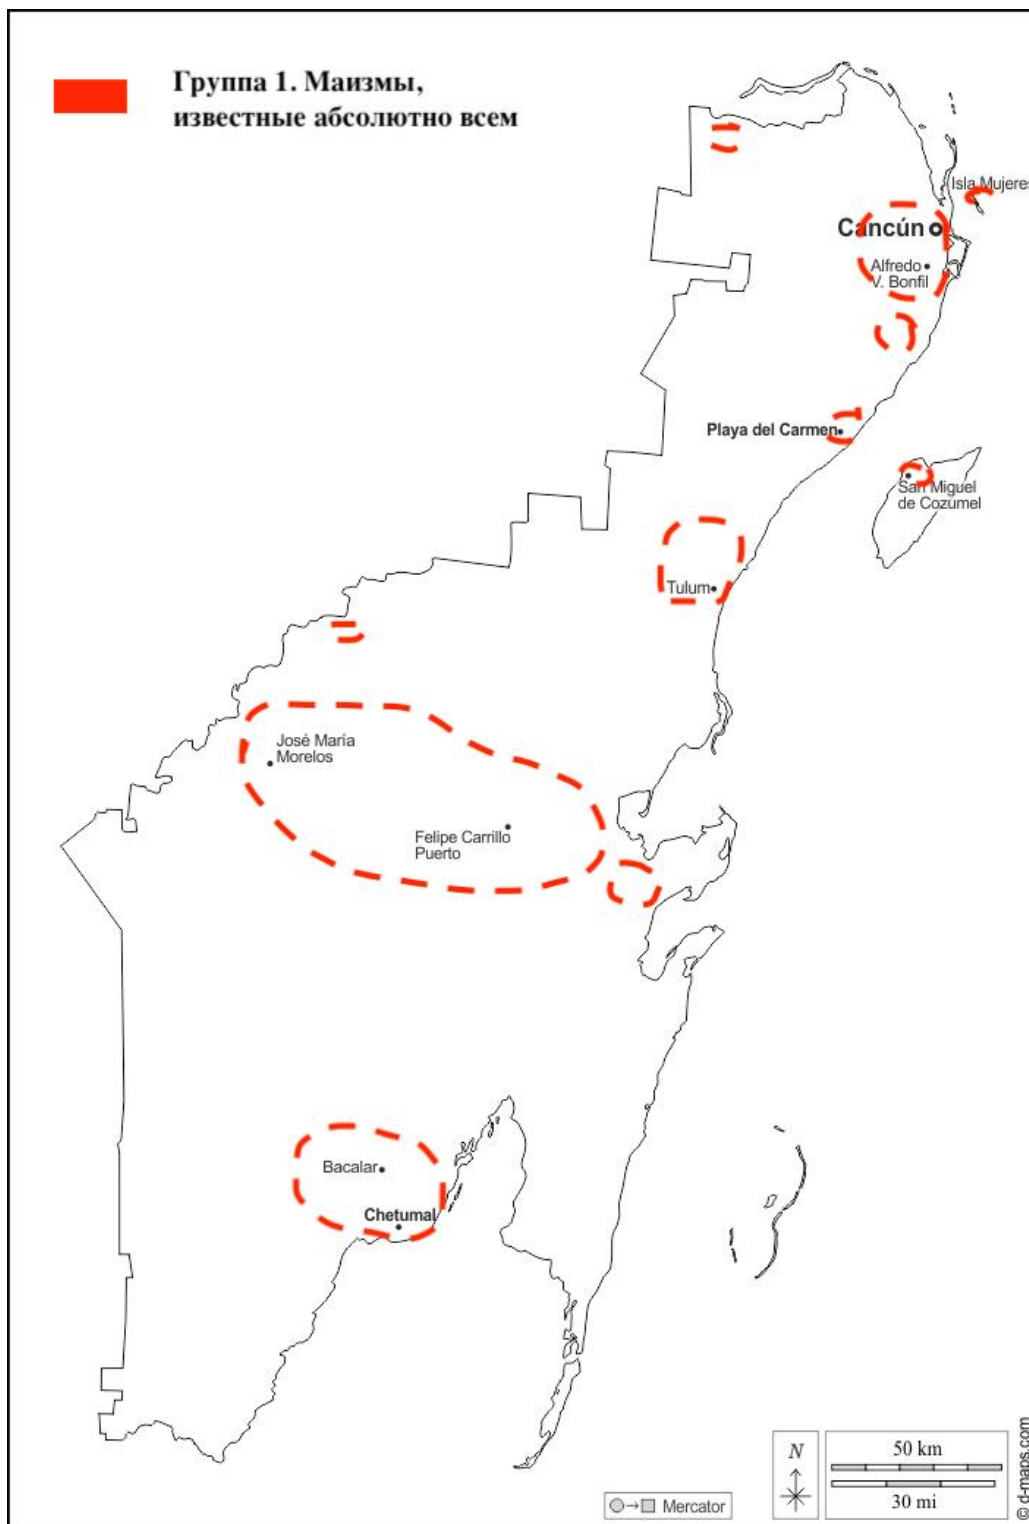 Группа 1. Маизмы,
известные абсолютно всем
Isla Mujeres
Cancún
Alfredo
V. Bonfil
Playa del Carmen
San Miguel
de Cozumel
Tulum
José María
Morelos
Felipe Carrillo
Puerto
Bacalar
Chetumal
N
50 km
30 mi
Mercator
© d-maps.com